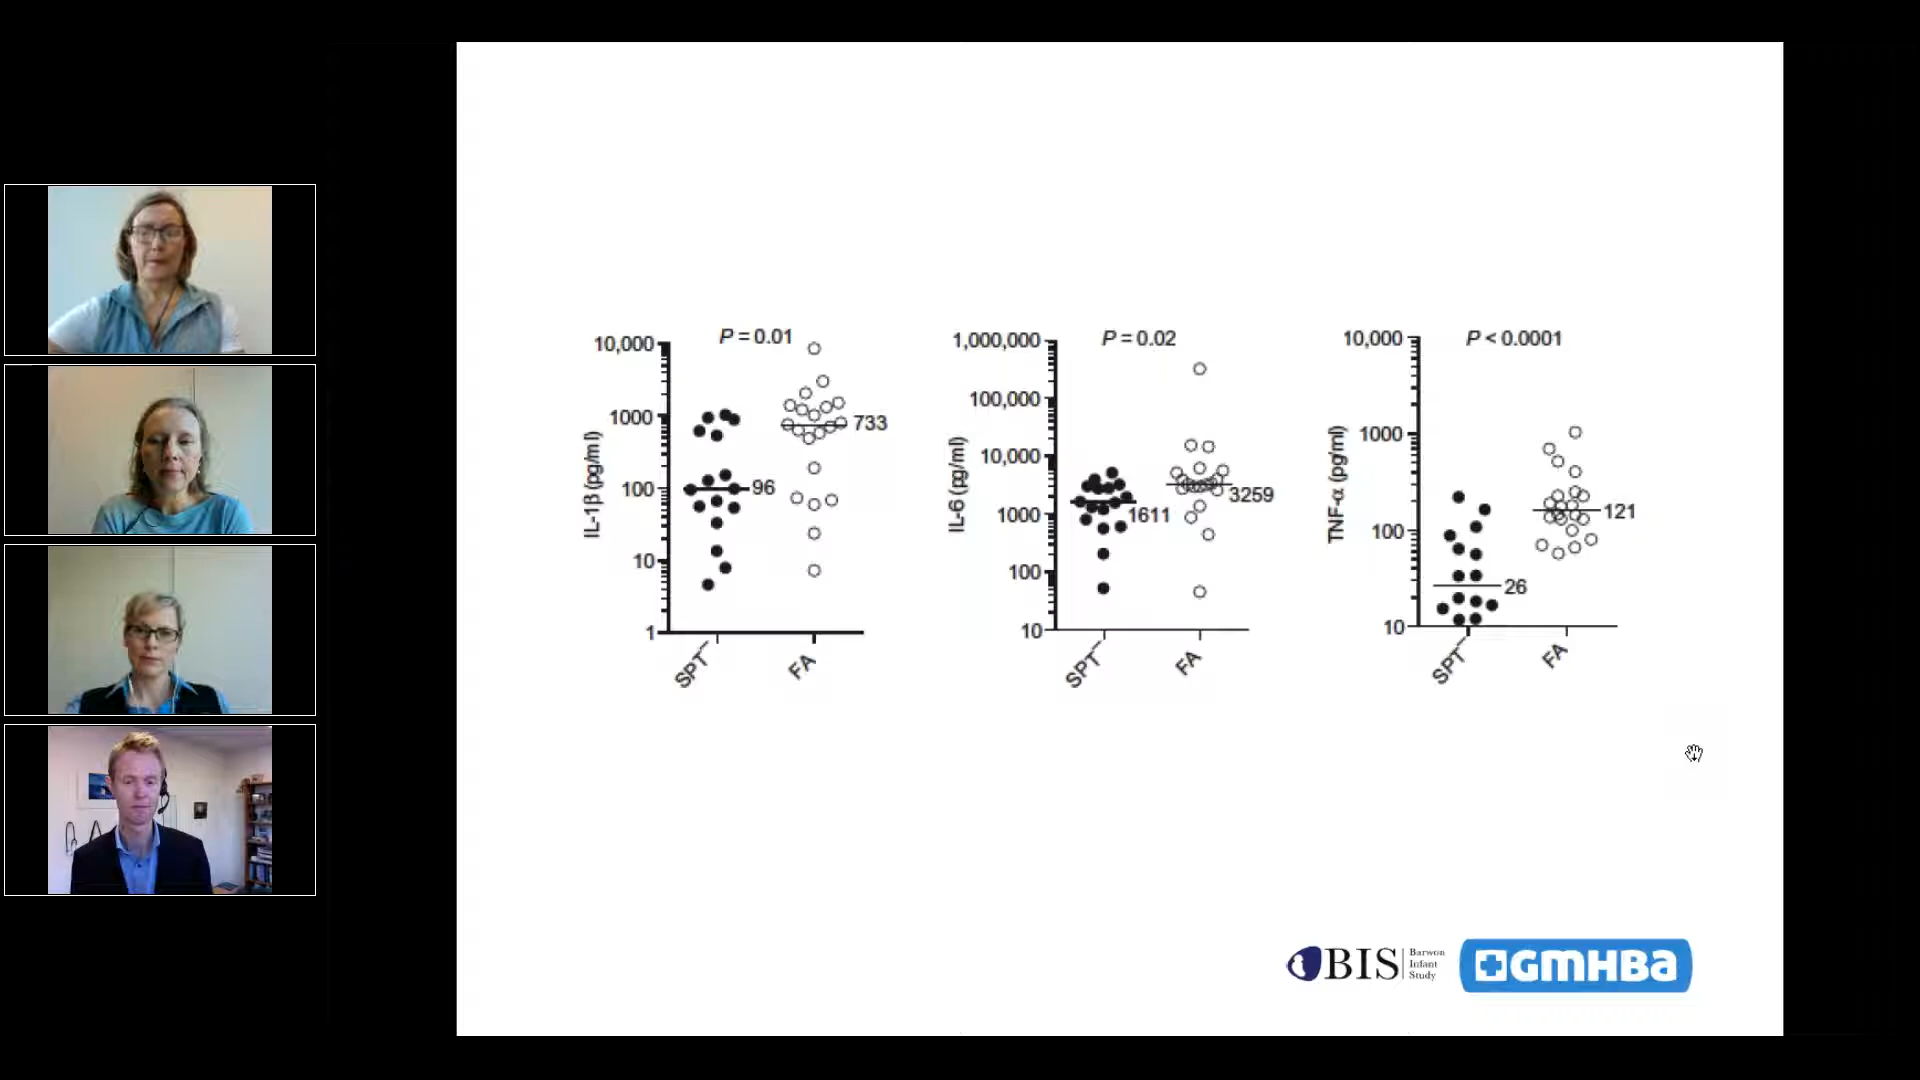 P = 0.01
10,000
1000
100
10
1
IL-1β (pg/ml)
733
96
SPT⁻
FA
P = 0.02
1,000,000
100,000
10,000
1000
100
10
IL-6 (pg/ml)
1611
3259
SPT⁻
FA
P < 0.0001
10,000
1000
100
10
TNF-α (pg/ml)
121
26
SPT⁻
FA
BIS
Barwon
Infant
Study
GMHBA